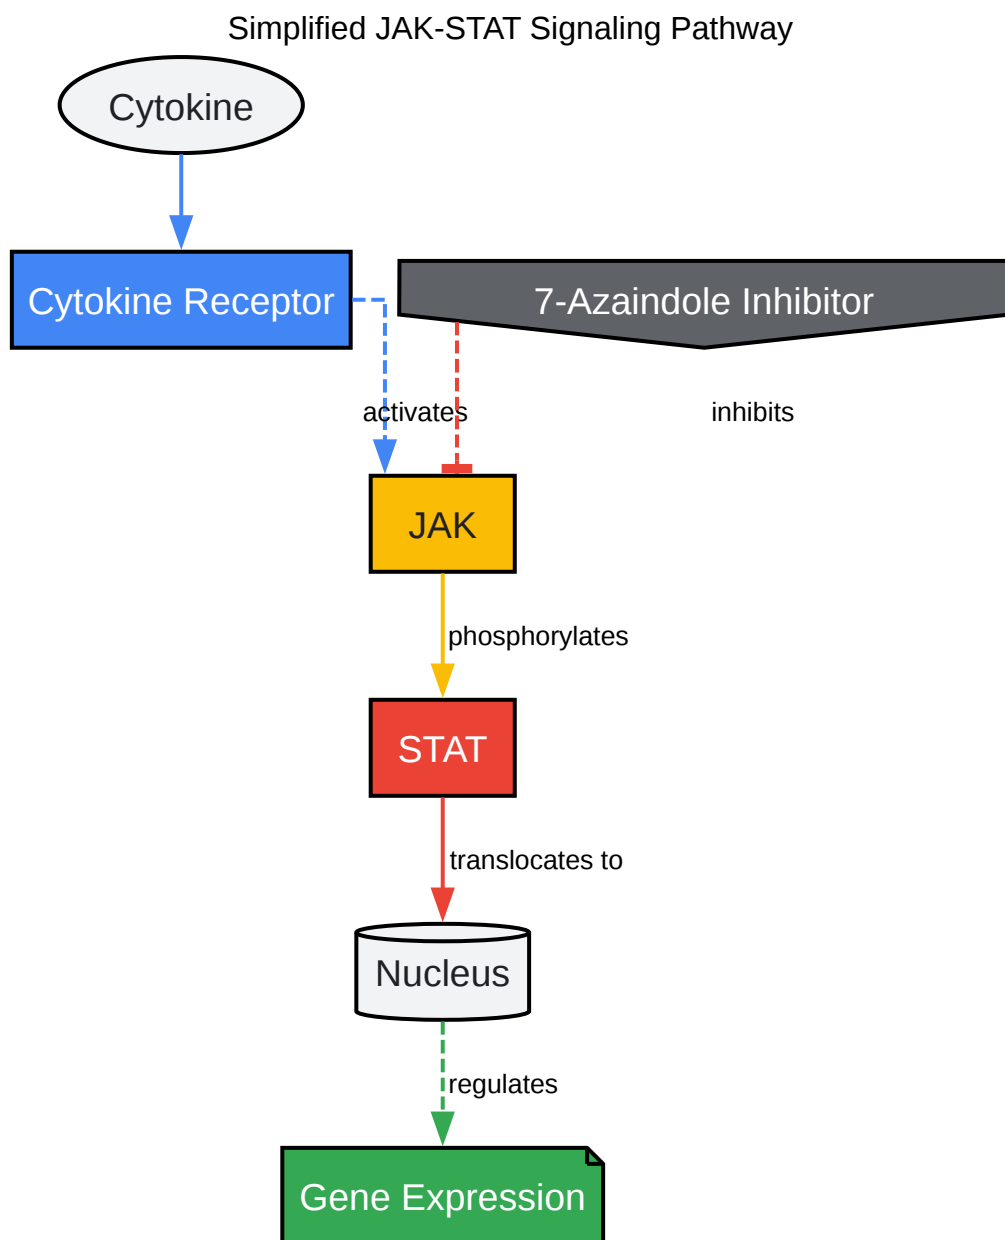 Simplified JAK-STAT Signaling Pathway
Cytokine
Cytokine Receptor
7-Azaindole Inhibitor
activates
inhibits
JAK
phosphorylates
STAT
translocates to
Nucleus
regulates
Gene Expression